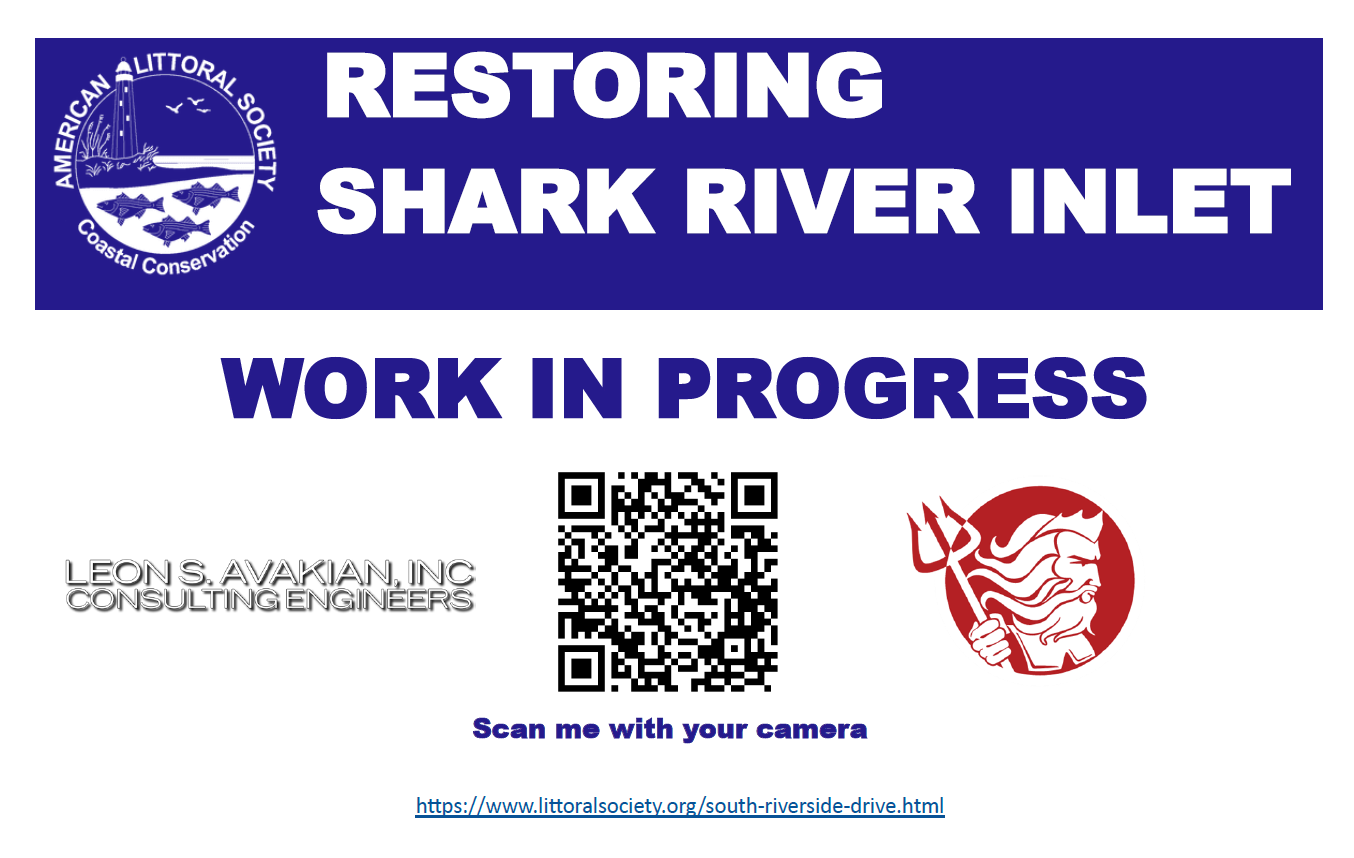 AMERICAN LITTORAL SOCIETY
Coastal Conservation
RESTORING
SHARK RIVER INLET
WORK IN PROGRESS
LEON S. AVAKIAN, INC
CONSULTING ENGINEERS
Scan me with your camera
https://www.littoralsociety.org/south-riverside-drive.html